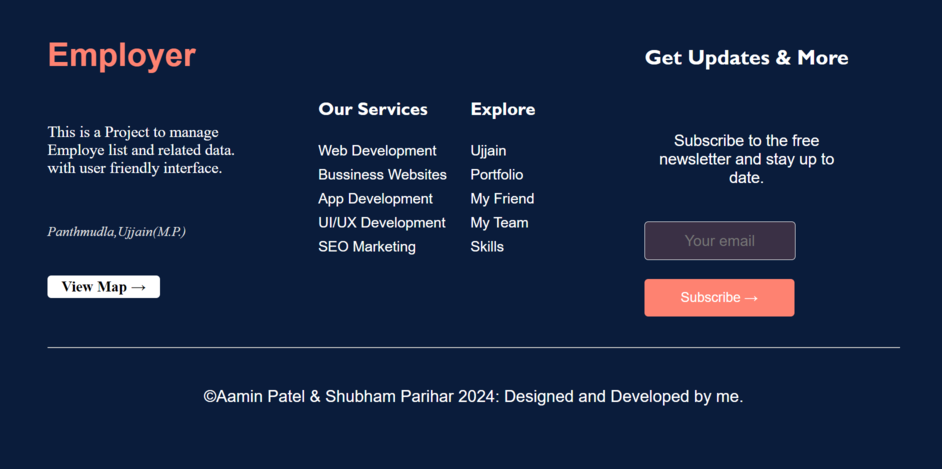 Employer
This is a Project to manage
Employe list and related data.
with user friendly interface.
Panthmudla,Ujjain(M.P.)
View Map →
Our Services
Web Development
Bussiness Websites
App Development
UI/UX Development
SEO Marketing
Explore
Ujjain
Portfolio
My Friend
My Team
Skills
Get Updates & More
Subscribe to the free
newsletter and stay up to
date.
Your email
Subscribe →
©Aamin Patel & Shubham Parihar 2024: Designed and Developed by me.